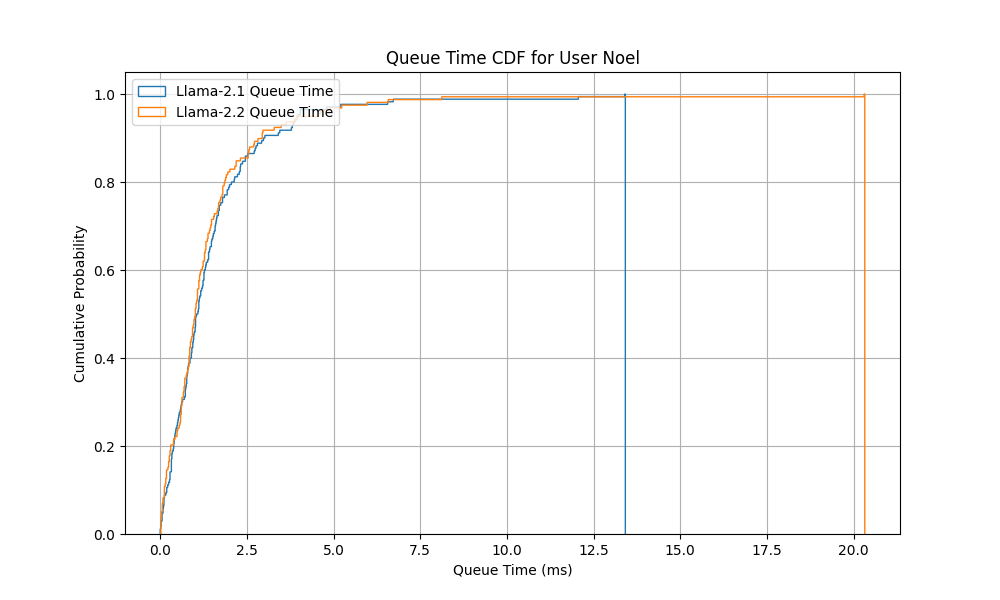 Queue Time CDF for User Noel
Llama-2.1 Queue Time
Llama-2.2 Queue Time
Cumulative Probability
1.0
0.8
0.6
0.4
0.2
0.0
0.0 2.5 5.0 7.5 10.0 12.5 15.0 17.5 20.0
Queue Time (ms)